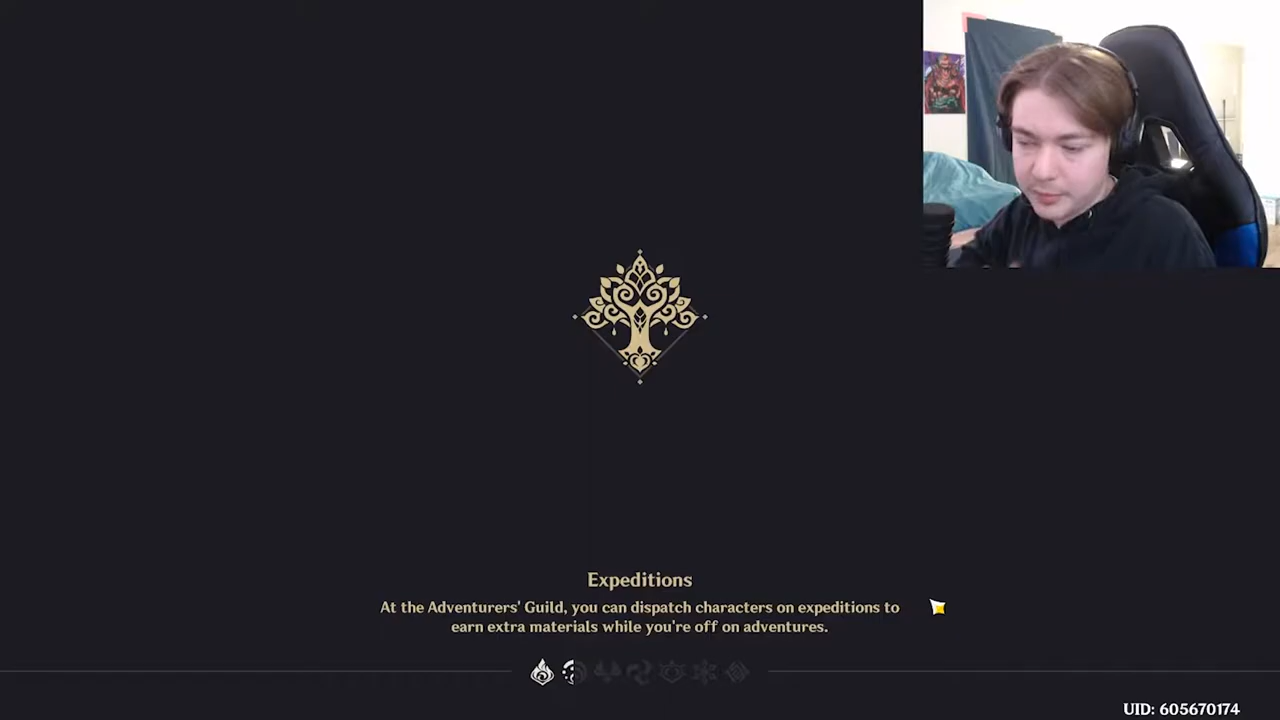 Expeditions
At the Adventurers' Guild, you can dispatch characters on expeditions to
earn extra materials while you're off on adventures.
UID: 605670174